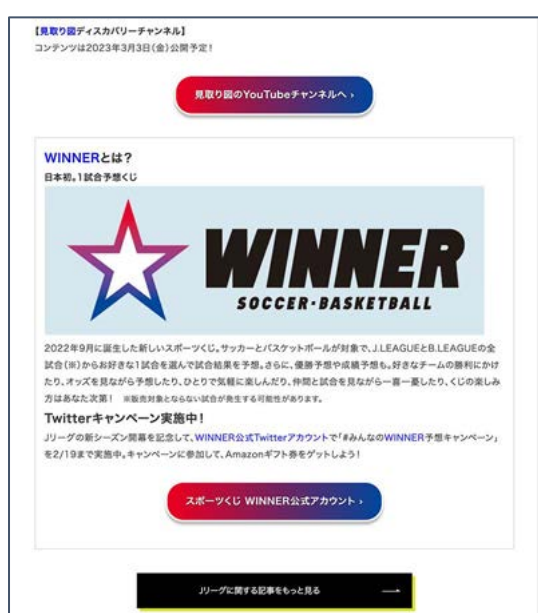 【見取り図ディスカバリーチャンネル】
コンテンツは2023年3月3日(金)公開予定！
見取り図のYouTubeチャンネルへ ›
WINNERとは？
日本初。1試合予想くじ
WINNER
SOCCER・BASKETBALL
2022年9月に誕生した新しいスポーツくじ。サッカーとバスケットボールが対象で、J.LEAGUEとB.LEAGUEの全
試合(※)からお好きな1試合を選んで試合結果を予想。さらに、優勝予想や成績予想も。好きなチームの勝利にかけ
たり、オッズを見ながら予想したり、ひとりで気軽に楽しんだり、仲間と試合を見ながら一喜一憂したり、くじの楽しみ
方はあなた次第！ ※販売対象とならない試合が発生する可能性があります。
Twitterキャンペーン実施中！
Jリーグの新シーズン開幕を記念して、WINNER公式Twitterアカウントで「#みんなのWINNER予想キャンペーン」
を2/19まで実施中。キャンペーンに参加して、Amazonギフト券をゲットしよう！
スポーツくじ WINNER公式アカウント ›
Jリーグに関する記事をもっと見る